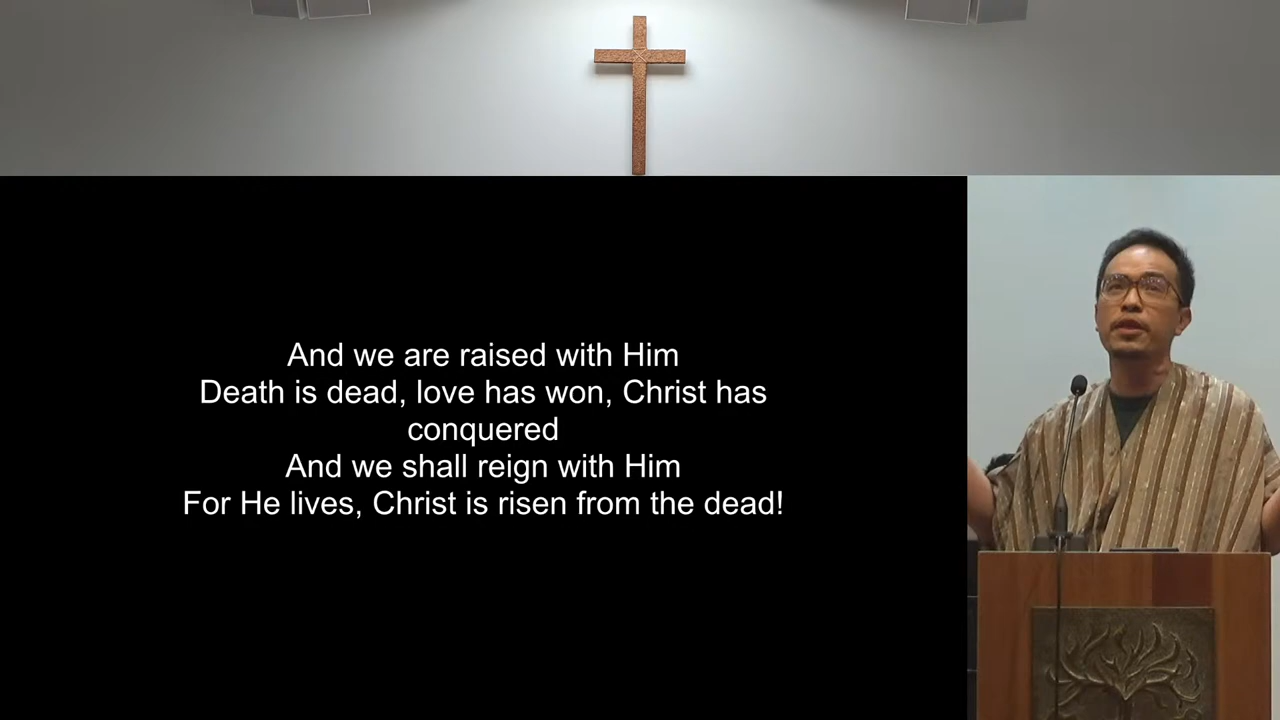 And we are raised with Him
Death is dead, love has won, Christ has
conquered
And we shall reign with Him
For He lives, Christ is risen from the dead!